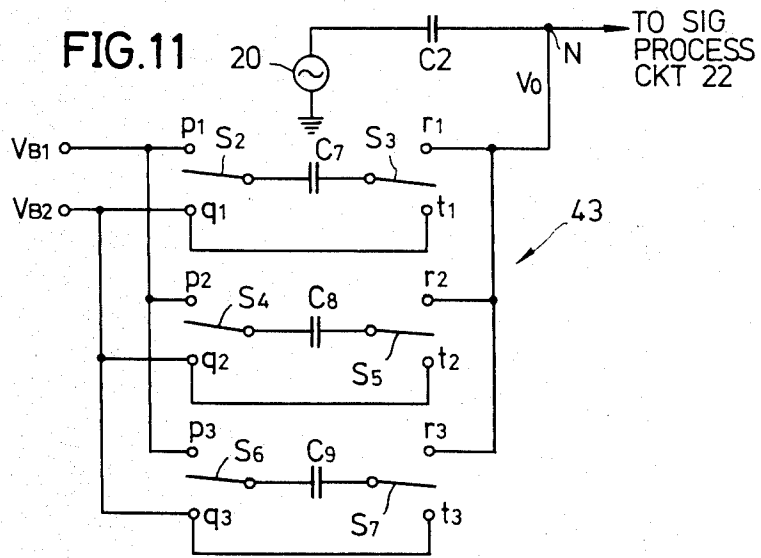 FIG.11
20
C2
N
TO SIG
PROCESS
CKT 22
V0
VB1
p1
S2
C7
S3
r1
VB2
q1
t1
43
p2
S4
C8
r2
q2
S5
t2
p3
S6
C9
r3
q3
S7
t3